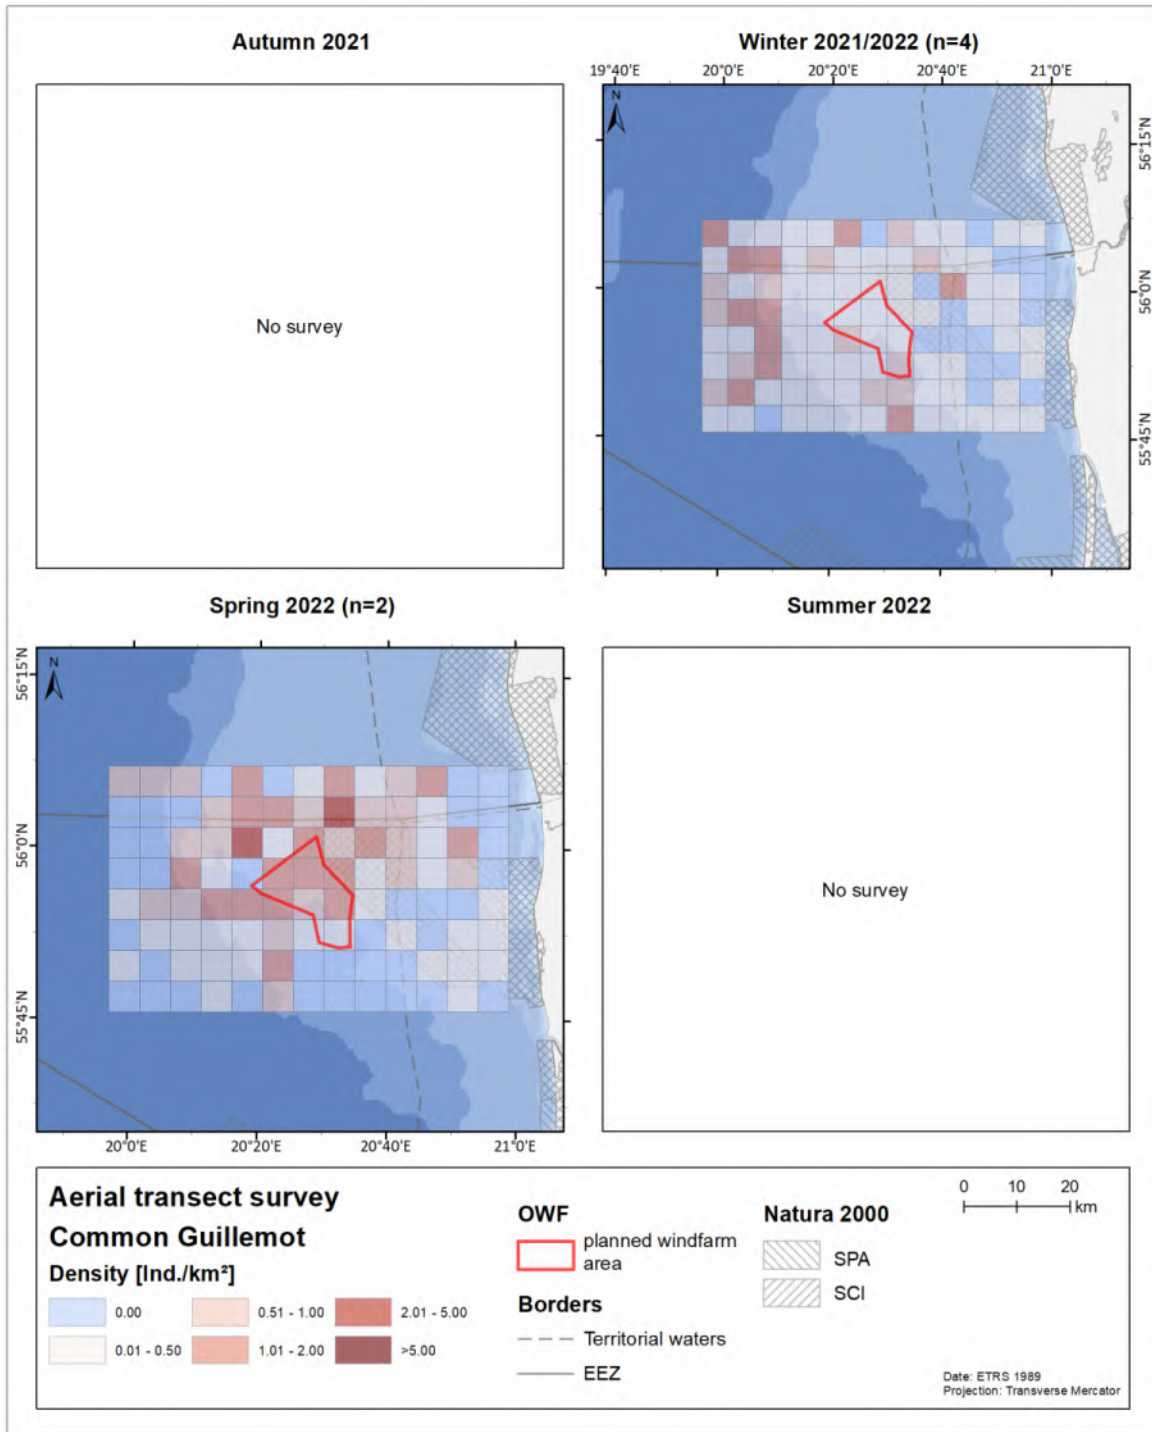 Autumn 2021
No survey
Winter 2021/2022 (n=4)
19°40'E
20°0'E
20°20'E
20°40'E
21°0'E
N
56°15'N
56°0'N
55°45'N
Spring 2022 (n=2)
N
56°15'N
56°0'N
55°45'N
20°0'E
20°20'E
20°40'E
21°0'E
Summer 2022
No survey
Aerial transect survey
Common Guillemot
Density [Ind./km²]
0.00
0.51 - 1.00
2.01 - 5.00
0.01 - 0.50
1.01 - 2.00
>5.00
OWF
planned windfarm
area
Borders
Territorial waters
EEZ
Natura 2000
SPA
SCI
0 10 20
km
Date: ETRS 1989
Projection: Transverse Mercator